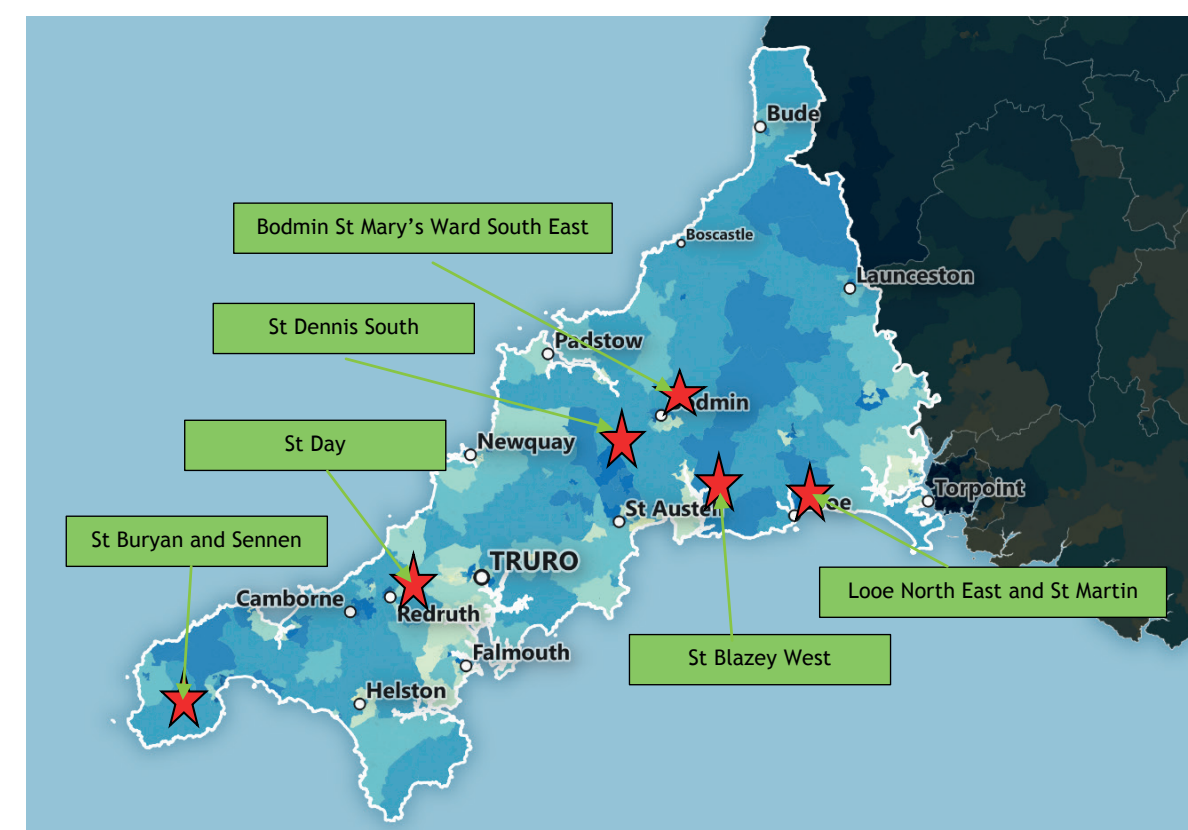 Bude
Bodmin St Mary's Ward South East
Boscastle
Launceston
St Dennis South
Padstow
St Day
Newquay
Torpoint
St Austell
St Buryan and Sennen
TRURO
Looe North East and St Martin
Camborne
Redruth
St Blazey West
Falmouth
Helston